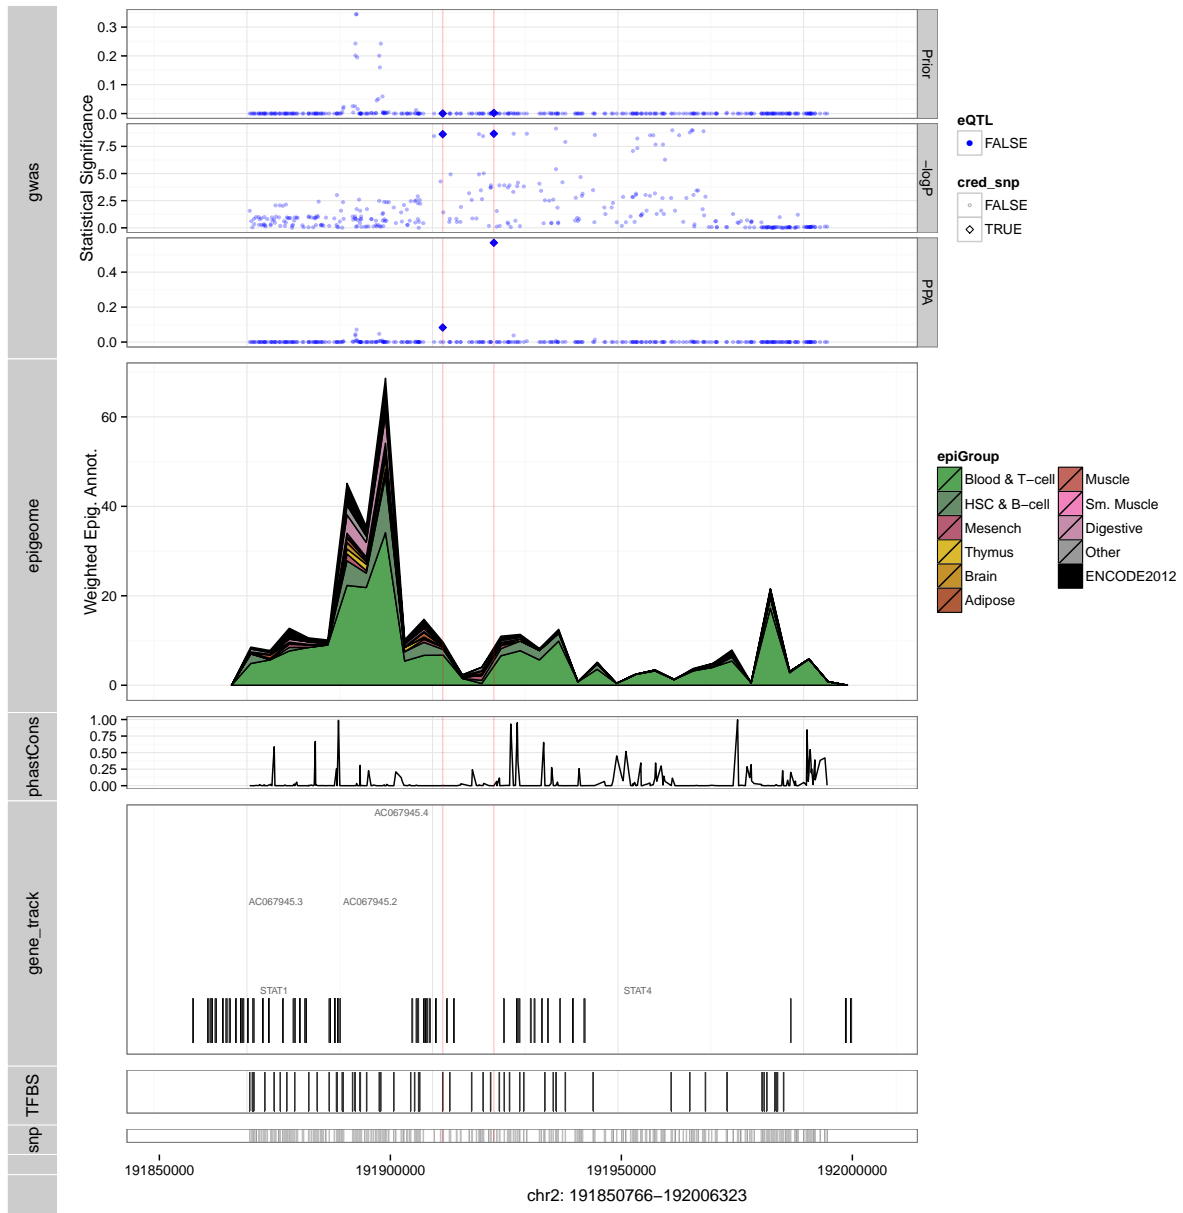 gwas
Statistical Significance
0.3
0.2
0.1
0.0
Prior
7.5
5.0
2.5
0.0
−logP
0.4
0.2
0.0
PPA
eQTL
FALSE
cred_snp
FALSE
TRUE
epigeome
Weighted Epig. Annot.
60
40
20
0
epiGroup
Blood & T−cell
HSC & B−cell
Mesench
Thymus
Brain
Adipose
Muscle
Sm. Muscle
Digestive
Other
ENCODE2012
phastCons
1.00
0.75
0.50
0.25
0.00
gene_track
AC067945.4
AC067945.3 AC067945.2
STAT1 STAT4
TFBS
snp
191850000 191900000 191950000 192000000
chr2: 191850766−192006323